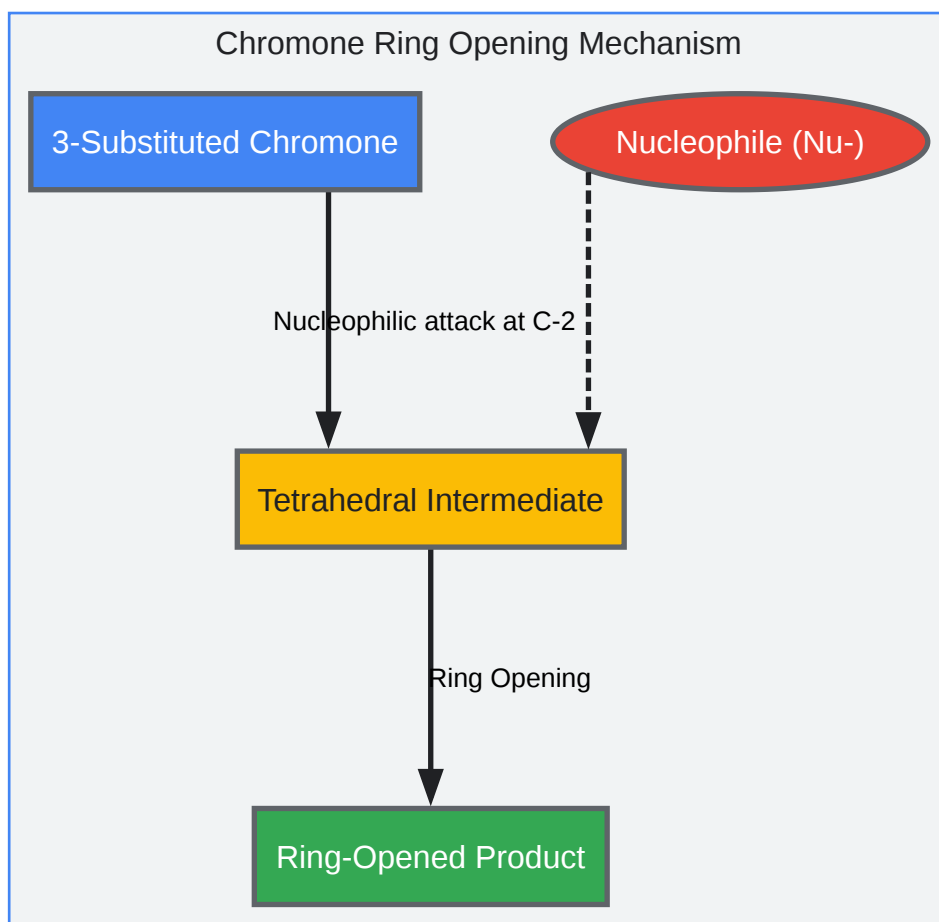 Chromone Ring Opening Mechanism
3-Substituted Chromone
Nucleophile (Nu-)
Nucleophilic attack at C-2
Tetrahedral Intermediate
Ring Opening
Ring-Opened Product